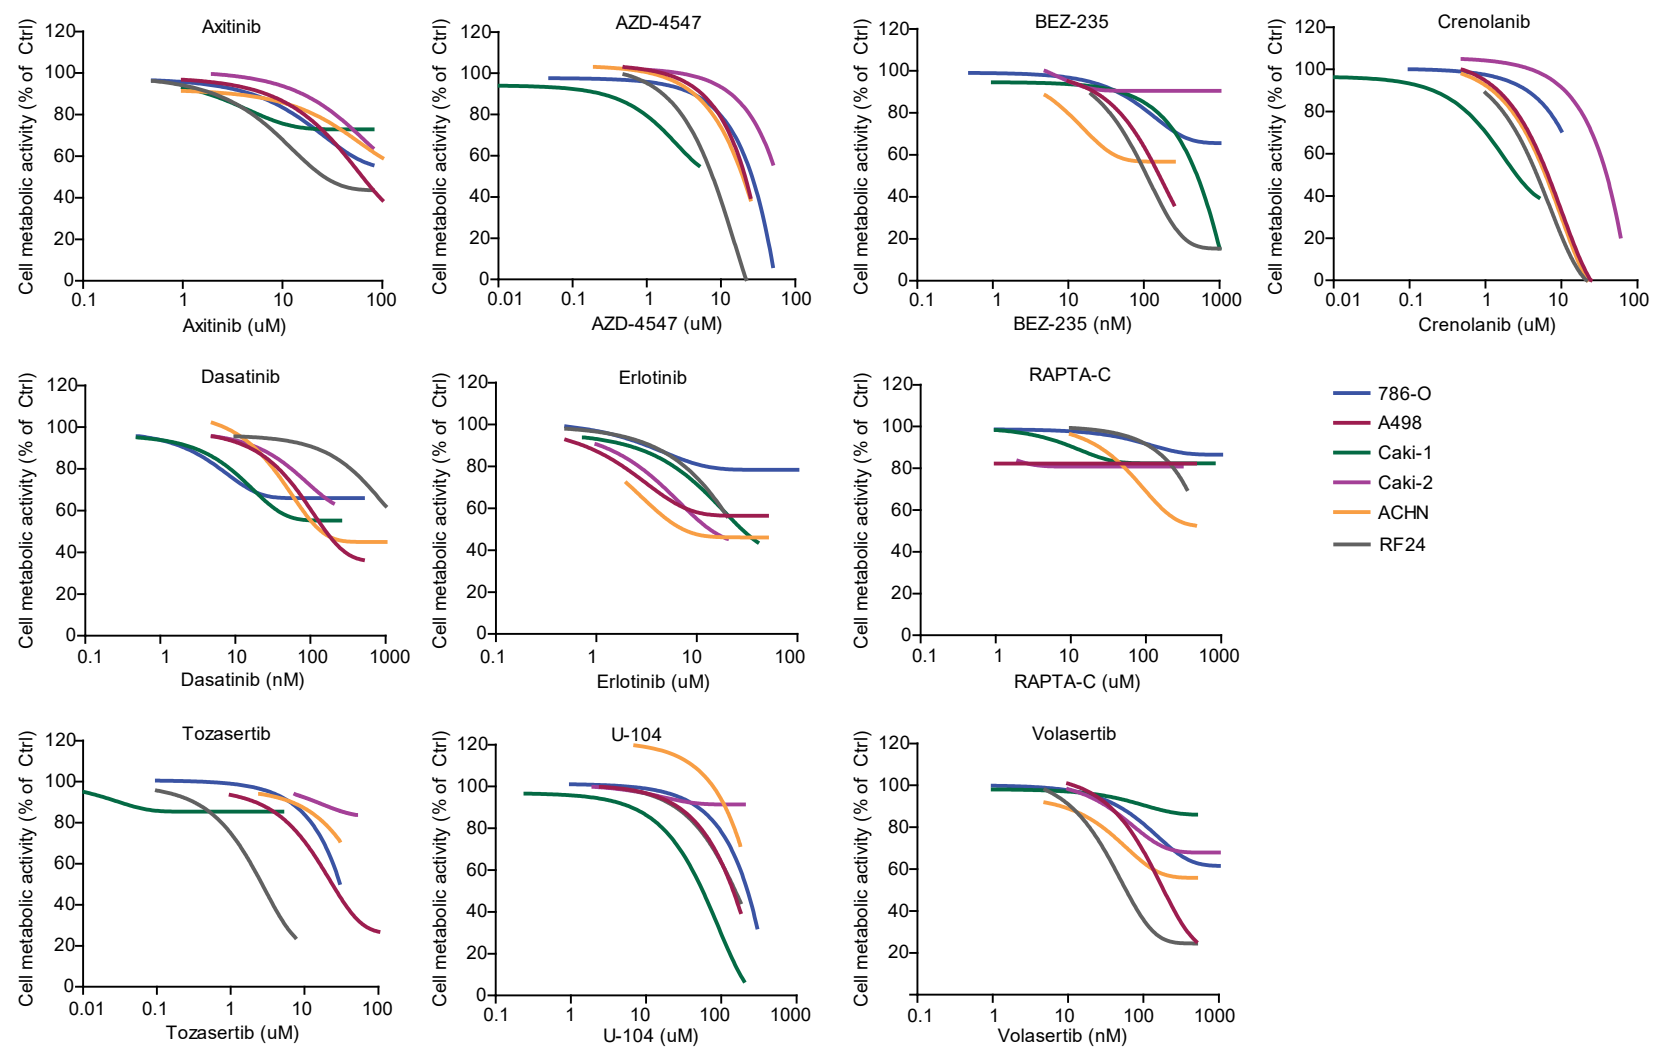 Axitinib
Cell metabolic activity (% of Ctrl)
120
100
80
60
40
20
0
0.1 1 10 100
Axitinib (uM)
AZD-4547
Cell metabolic activity (% of Ctrl)
120
100
80
60
40
20
0
0.01 0.1 1 10 100
AZD-4547 (uM)
BEZ-235
Cell metabolic activity (% of Ctrl)
120
100
80
60
40
20
0
0.1 1 10 100 1000
BEZ-235 (nM)
Crenolanib
Cell metabolic activity (% of Ctrl)
120
100
80
60
40
20
0
0.01 0.1 1 10 100
Crenolanib (uM)
Dasatinib
Cell metabolic activity (% of Ctrl)
120
100
80
60
40
20
0
0.1 1 10 100 1000
Dasatinib (nM)
Erlotinib
Cell metabolic activity (% of Ctrl)
120
100
80
60
40
20
0
0.1 1 10 100
Erlotinib (uM)
RAPTA-C
Cell metabolic activity (% of Ctrl)
120
100
80
60
40
20
0
0.1 1 10 100 1000
RAPTA-C (uM)
786-O
A498
Caki-1
Caki-2
ACHN
RF24
Tozasertib
Cell metabolic activity (% of Ctrl)
120
100
80
60
40
20
0
0.01 0.1 1 10 100
Tozasertib (uM)
U-104
Cell metabolic activity (% of Ctrl)
120
100
80
60
40
20
0
0.1 1 10 100 1000
U-104 (uM)
Volasertib
Cell metabolic activity (% of Ctrl)
120
100
80
60
40
20
0.1 1 10 100 1000
Volasertib (nM)